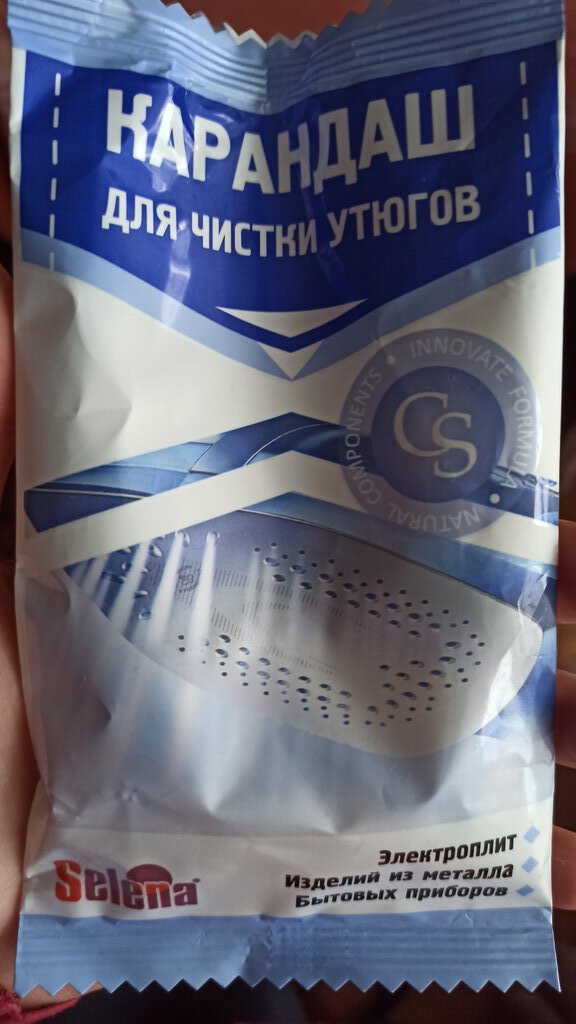 КАРАНДАШ
ДЛЯ ЧИСТКИ УТЮГОВ
INNOVATE FORMULA • NATURAL COMPONENTS •
CS
Электроплит
Изделий из металла
Бытовых приборов
Selena®